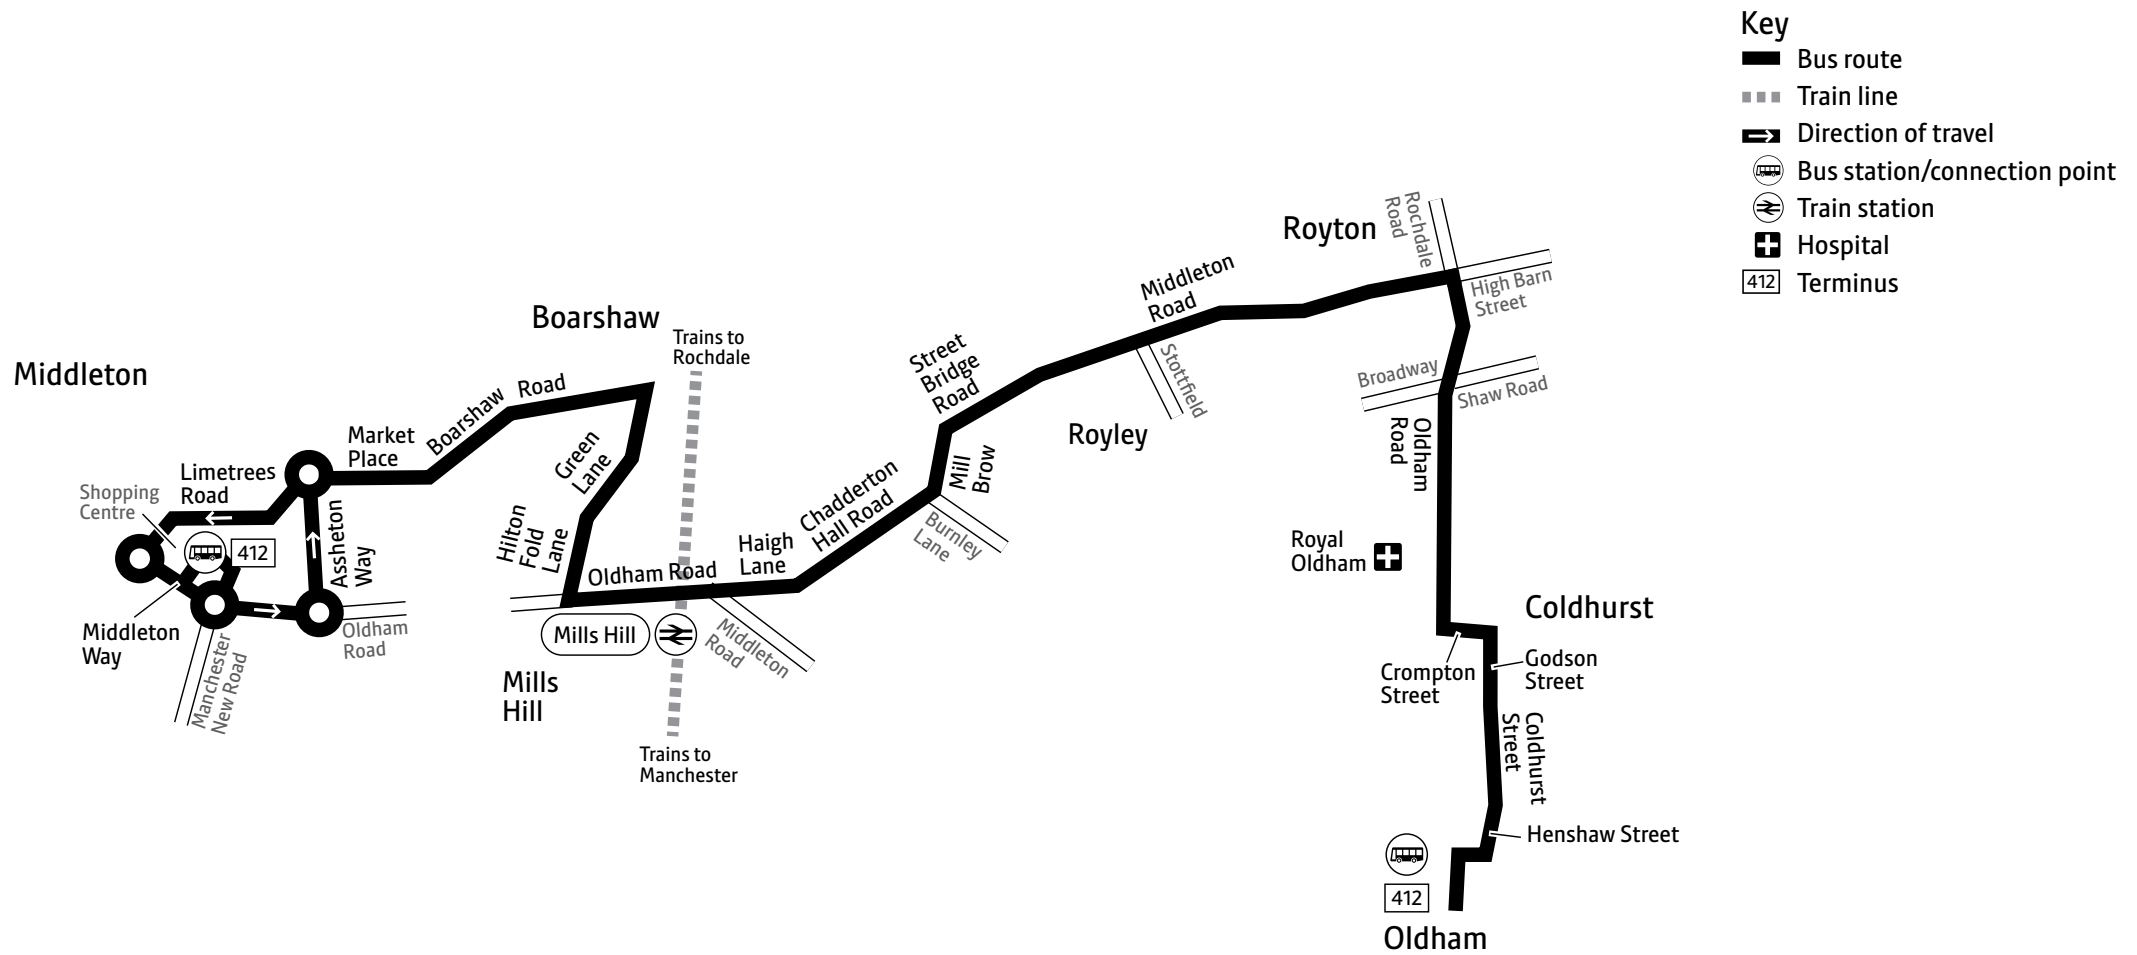 Key
Bus route
Train line
Direction of travel
Bus station/connection point
Train station
Hospital
412 Terminus
Middleton
Shopping
Centre
Limetrees
Road
412
Middleton
Way
Manchester
New Road
Assheton
Way
Oldham
Road
Market
Place
Boarshaw Road
Boarshaw
Green
Lane
Hilton
Fold
Lane
Trains to
Rochdale
Oldham Road
Mills Hill
Mills
Hill
Trains to
Manchester
Middleton
Road
Haigh
Lane
Chadderton
Hall Road
Burnley
Lane
Mill
Brow
Street
Bridge
Road
Royley
Stottfield
Middleton
Road
Royton
Rochdale
Road
High Barn
Street
Broadway
Shaw Road
Oldham
Road
Royal
Oldham
Coldhurst
Crompton
Street
Godson
Street
Coldhurst
Street
Henshaw Street
412
Oldham